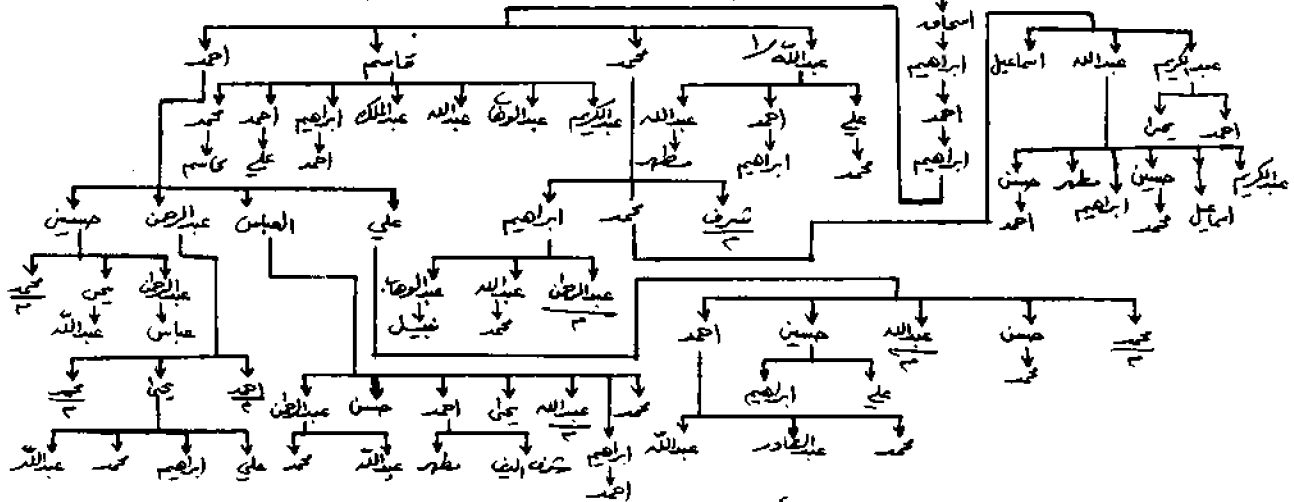 اسحاق
احمد قاسم محمد عبدالله ١/ ابراهيم اسماعيل عبدالله عبدالكريم
محمد احمد ابراهيم عبدالملك عبدالله عبدالوهاب عبدالكريم عبدالله احمد علي احمد يحيى احمد
قاسم علي احمد مطهر ابراهيم محمد ابراهيم حسن مطهر ابراهيم حسين اسماعيل عبدالكريم
حسين عبدالرحمن العباس علي ابراهيم محمد شرف م احمد محمد
محمد م يحيى عبدالرحمن عبدالوهاب عبدالله عبدالرحمن م
عبدالله عباس نبيل محمد احمد حسين عبدالله م حسن محمد م
محمد م يحيى احمد م عبدالرحمن حسن احمد يحيى عبدالله م محمد ابراهيم علي محمد
عبدالله محمد ابراهيم علي محمد عبدالله مطهر شرف الدين ابراهيم عبدالله عبدالقادر محمد
احمد